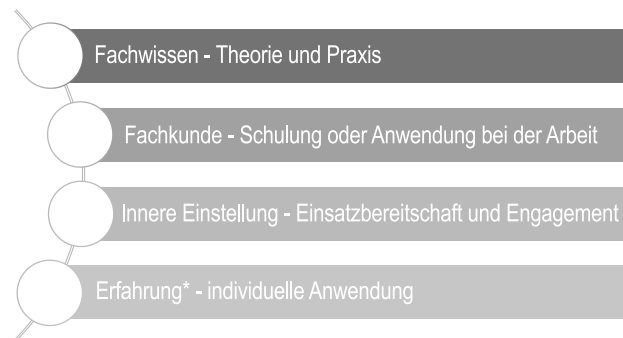 Fachwissen - Theorie und Praxis
Fachkunde - Schulung oder Anwendung bei der Arbeit
Innere Einstellung - Einsatzbereitschaft und Engagement
Erfahrung* - individuelle Anwendung